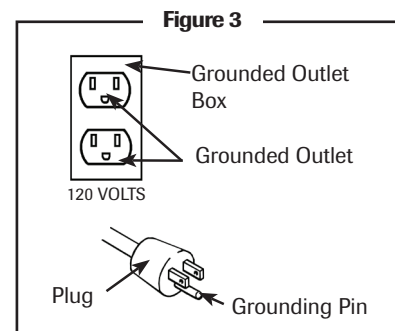 Figure 3
Grounded Outlet
Box
Grounded Outlet
120 VOLTS
Plug
Grounding Pin